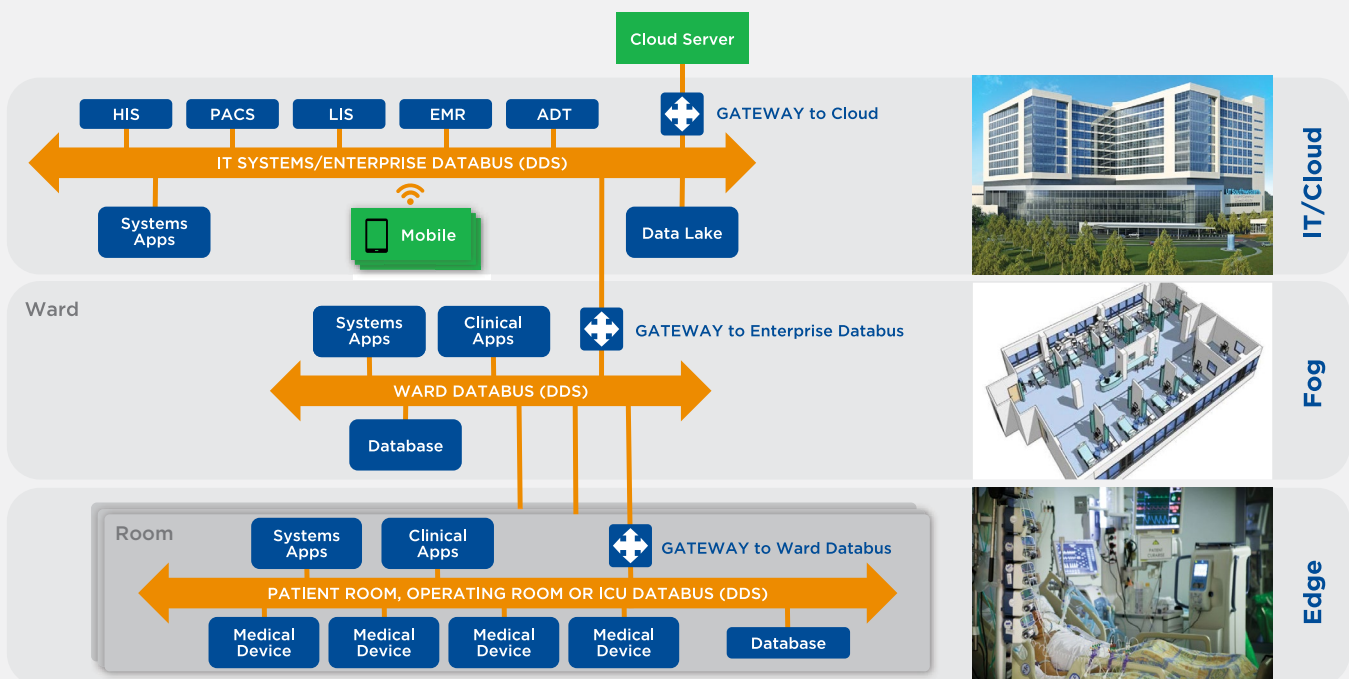 Cloud Server
HIS
PACS
LIS
EMR
ADT
GATEWAY to Cloud
IT SYSTEMS/ENTERPRISE DATABUS (DDS)
Systems
Apps
Mobile
Data Lake
IT/Cloud
Ward
Systems
Apps
Clinical
Apps
GATEWAY to Enterprise Databus
WARD DATABUS (DDS)
Database
Fog
Room
Systems
Apps
Clinical
Apps
GATEWAY to Ward Databus
PATIENT ROOM, OPERATING ROOM OR ICU DATABUS (DDS)
Medical
Device
Medical
Device
Medical
Device
Medical
Device
Database
Edge